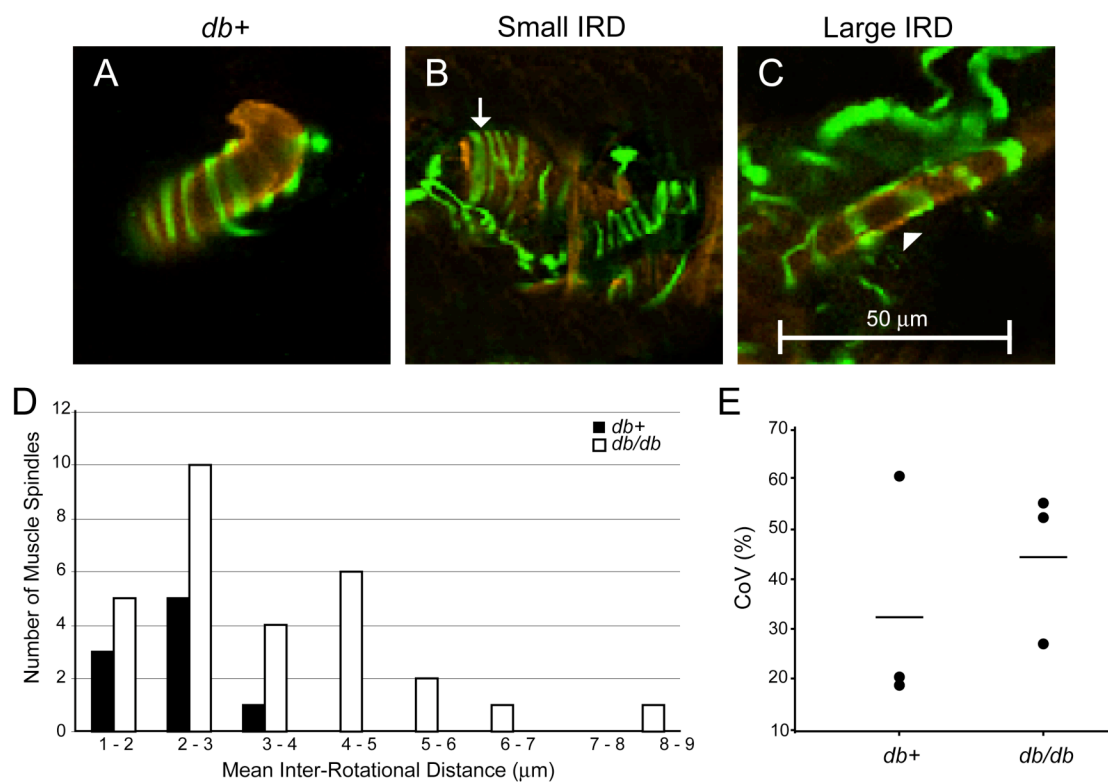 db+
Small IRD
Large IRD
A
B
C
50 μm
D
12
10
8
6
4
2
0
Number of Muscle Spindles
db+
db/db
1 - 2
2 - 3
3 - 4
4 - 5
5 - 6
6 - 7
7 - 8
8 - 9
Mean Inter-Rotational Distance (μm)
E
70
60
50
40
30
20
10
CoV (%)
db+
db/db